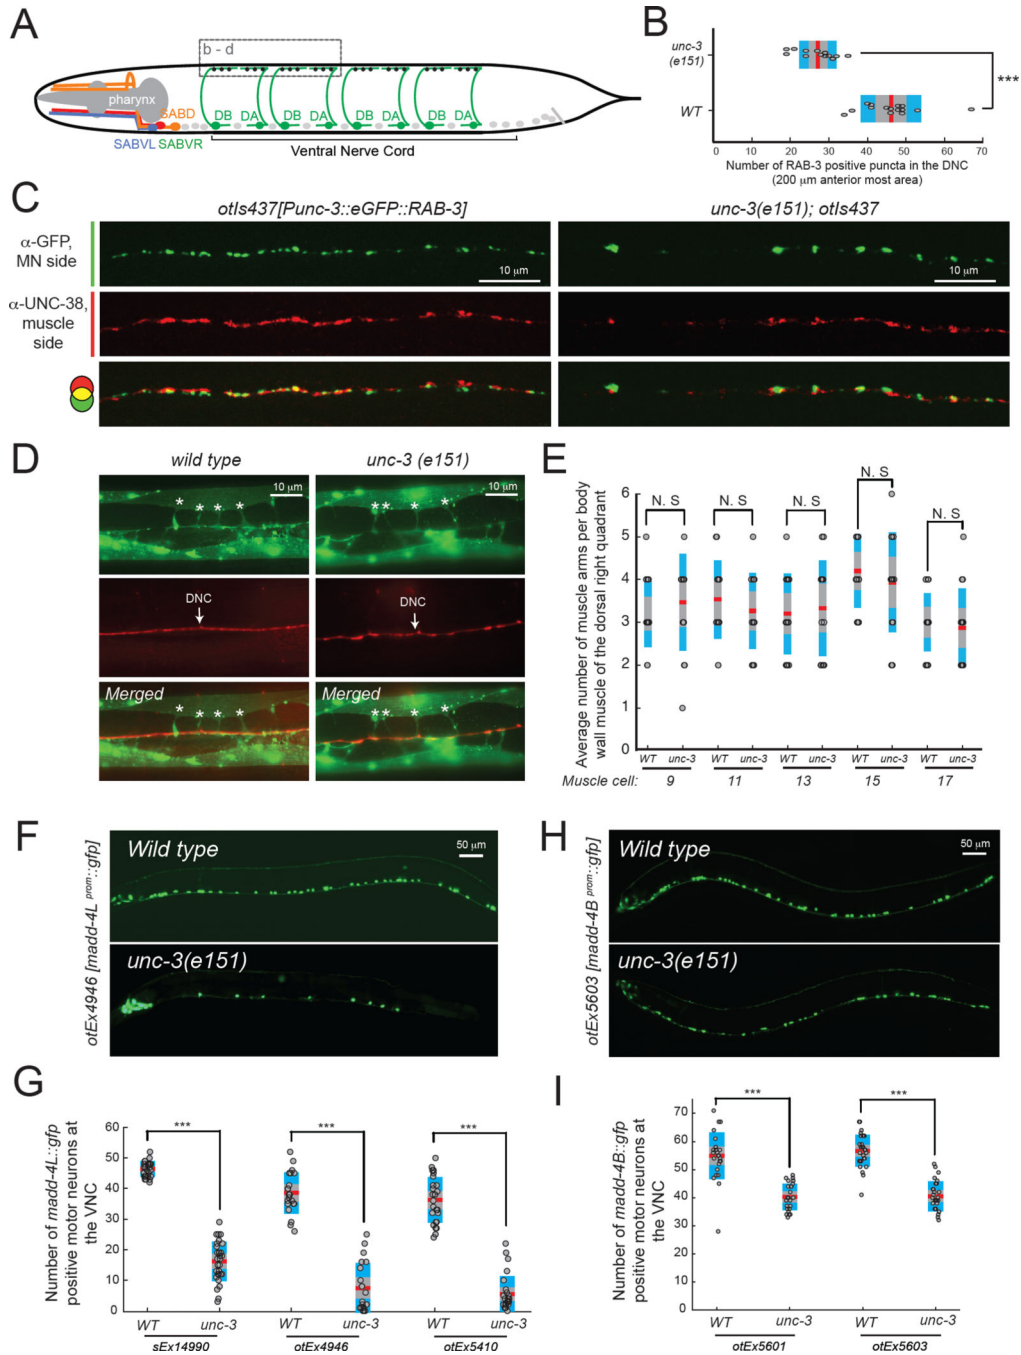 A
b - d
pharynx
SABD
DB DA DB DA DB DA DB DA
SABVL SABVR
Ventral Nerve Cord
B
unc-3
(e151)
WT
***
0 10 20 30 40 50 60 70
Number of RAB-3 positive puncta in the DNC
(200 μm anterior most area)
C
otIs437[Punc-3::eGFP::RAB-3]
unc-3(e151); otIs437
α-GFP,
MN side
10 μm
10 μm
α-UNC-38,
muscle
side
D
wild type
unc-3 (e151)
10 μm
10 μm
* * * *
** * *
DNC
DNC
Merged
Merged
* * * *
** * *
E
Average number of muscle arms per body
wall muscle of the dorsal right quadrant
6
5
4
3
2
1
0
N. S
N. S
N. S
N. S
N. S
WT unc-3 WT unc-3 WT unc-3 WT unc-3 WT unc-3
Muscle cell: 9 11 13 15 17
F
otEx4946 [madd-4L prom::gfp]
Wild type
50 μm
unc-3(e151)
H
otEx5603 [madd-4B prom::gfp]
Wild type
50 μm
unc-3(e151)
G
Number of madd-4L::gfp
positive motor neurons at
the VNC
60
50
40
30
20
10
0
***
***
***
WT unc-3 WT unc-3 WT unc-3
sEx14990 otEx4946 otEx5410
I
Number of madd-4B::gfp
positive motor neurons at
the VNC
70
60
50
40
30
20
10
0
***
***
WT unc-3 WT unc-3
otEx5601 otEx5603